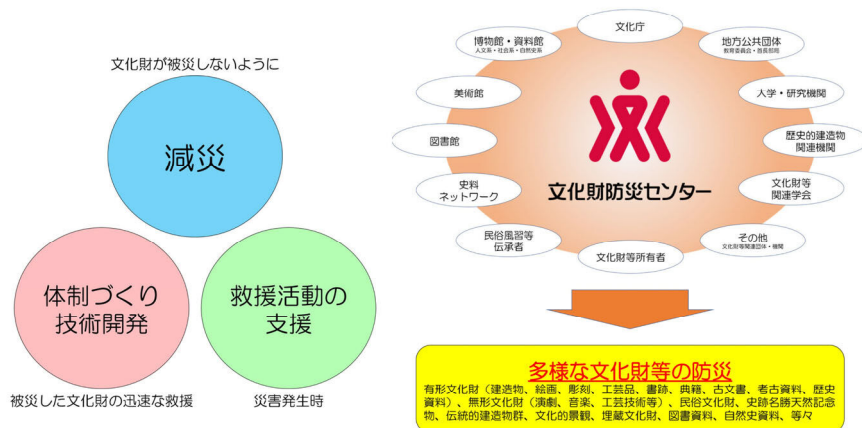 文化財が被災しないように
減災
体制づくり
技術開発
救援活動の
支援
被災した文化財の迅速な救援
災害発生時
文化庁
博物館・資料館
人文系・社会系・自然史系
地方公共団体
教育委員会・首長部局
美術館
大学・研究機関
図書館
歴史的建造物
関連機関
史料
ネットワーク
文化財等
関連学会
民俗風習等
伝承者
その他
文化財等関連団体・機関
文化財等所有者
文化財防災センター
多様な文化財等の防災
有形文化財（建造物、絵画、彫刻、工芸品、書跡、典籍、古文書、考古資料、歴史
資料）、無形文化財（演劇、音楽、工芸技術等）、民俗文化財、史跡名勝天然記念
物、伝統的建造物群、文化的景観、埋蔵文化財、図書資料、自然史資料、等々